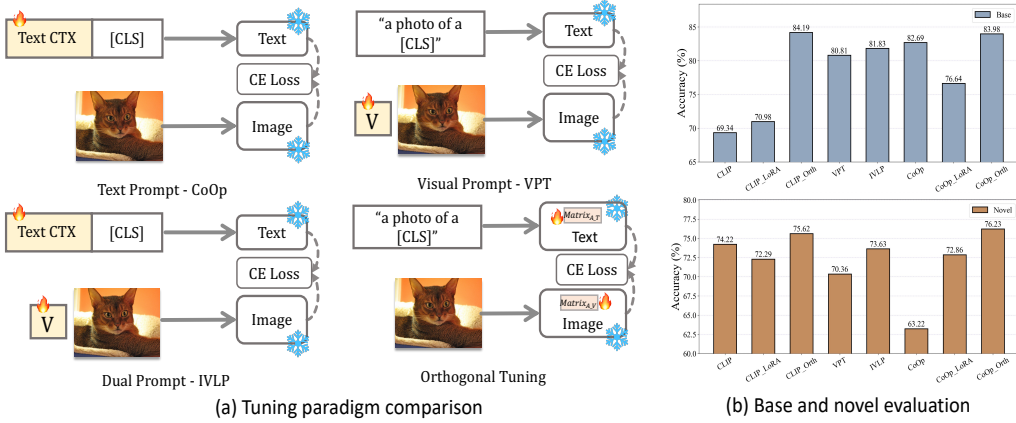 Text CTX
[CLS]
Text
CE Loss
Image
Text Prompt - CoOp
"a photo of a
[CLS]"
V
Text
CE Loss
Image
Visual Prompt - VPT
Text CTX
[CLS]
V
Text
CE Loss
Image
Dual Prompt - IVLP
"a photo of a
[CLS]"
Matrix_{A,T}
Text
CE Loss
Matrix_{A,V}
Image
Orthogonal Tuning
(a) Tuning paradigm comparison
Base
Accuracy (%)
85
80
75
70
65
69.34
70.98
84.19
80.81
81.83
82.69
76.64
83.98
CLIP
CLIP_LoRA
CLIP_Orth
VPT
IVLP
CoOp
CoOp_LoRA
CoOp_Orth
Novel
Accuracy (%)
80.0
77.5
75.0
72.5
70.0
67.5
65.0
62.5
60.0
74.22
72.29
75.62
70.36
73.63
63.22
72.86
76.23
CLIP
CLIP_LoRA
CLIP_Orth
VPT
IVLP
CoOp
CoOp_LoRA
CoOp_Orth
(b) Base and novel evaluation